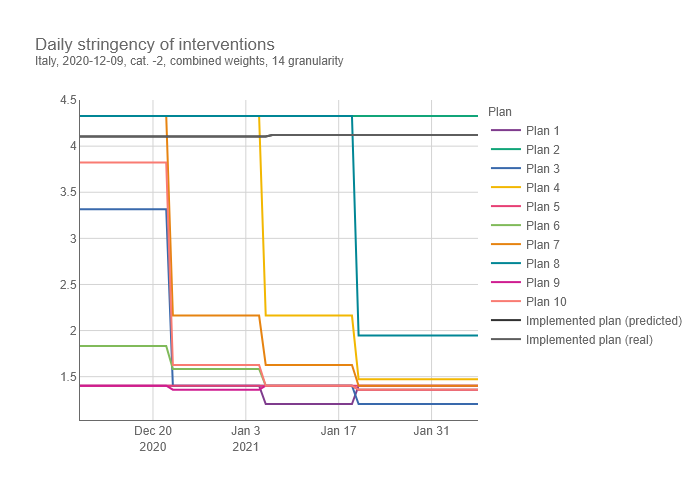 Daily stringency of interventions
Italy, 2020-12-09, cat. -2, combined weights, 14 granularity
4.5
4
3.5
3
2.5
2
1.5
Dec 20
2020
Jan 3
2021
Jan 17
Jan 31
Plan
Plan 1
Plan 2
Plan 3
Plan 4
Plan 5
Plan 6
Plan 7
Plan 8
Plan 9
Plan 10
Implemented plan (predicted)
Implemented plan (real)